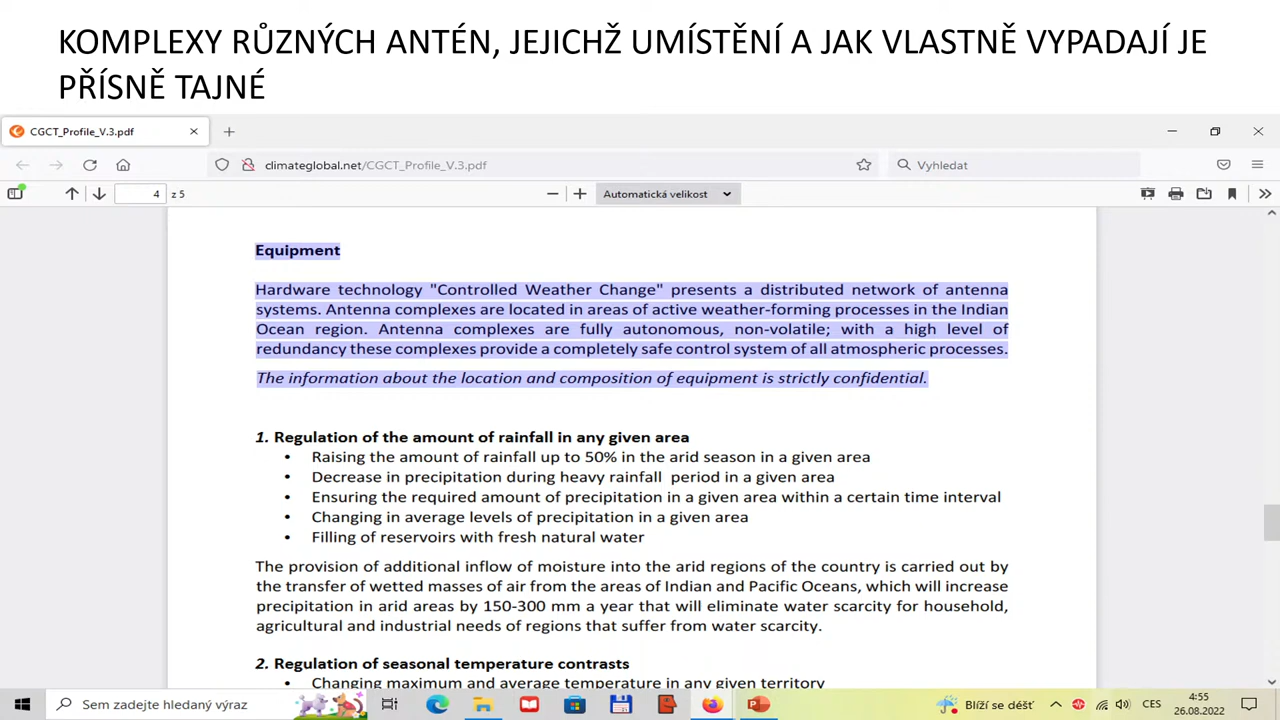 KOMPLEXY RŮZNÝCH ANTÉN, JEJICHŽ UMÍSTĚNÍ A JAK VLASTNĚ VYPADAJÍ JE
PŘÍSNĚ TAJNÉ
CGCT_Profile_V.3.pdf
climateglobal.net/CGCT_Profile_V.3.pdf
Vyhledat
4 z 5
Automatická velikost
Equipment
Hardware technology "Controlled Weather Change" presents a distributed network of antenna
systems. Antenna complexes are located in areas of active weather-forming processes in the Indian
Ocean region. Antenna complexes are fully autonomous, non-volatile; with a high level of
redundancy these complexes provide a completely safe control system of all atmospheric processes.
The information about the location and composition of equipment is strictly confidential.
1. Regulation of the amount of rainfall in any given area
• Raising the amount of rainfall up to 50% in the arid season in a given area
• Decrease in precipitation during heavy rainfall period in a given area
• Ensuring the required amount of precipitation in a given area within a certain time interval
• Changing in average levels of precipitation in a given area
• Filling of reservoirs with fresh natural water
The provision of additional inflow of moisture into the arid regions of the country is carried out by
the transfer of wetted masses of air from the areas of Indian and Pacific Oceans, which will increase
precipitation in arid areas by 150-300 mm a year that will eliminate water scarcity for household,
agricultural and industrial needs of regions that suffer from water scarcity.
2. Regulation of seasonal temperature contrasts
• Changing maximum and average temperature in any given territory
Sem zadejte hledaný výraz
Blíží se déšť
CES
4:55
26.08.2022